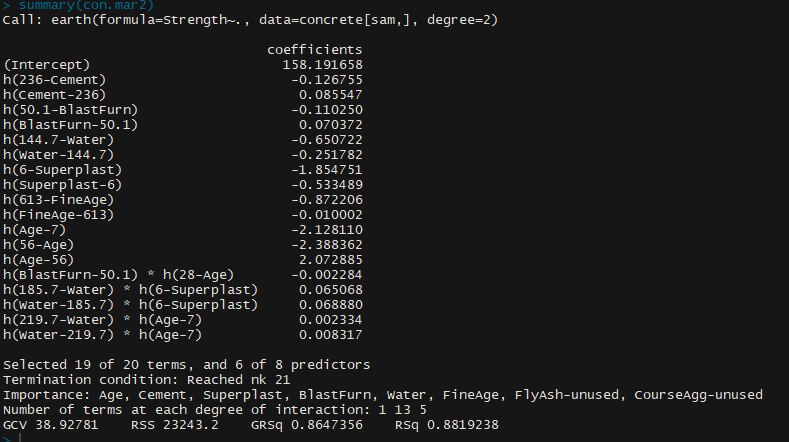 > summary(con.mar2)
Call: earth(formula=Strength~., data=concrete[sam,], degree=2)
coefficients
(Intercept) 158.191658
h(236-Cement) -0.126755
h(Cement-236) 0.085547
h(50.1-BlastFurn) -0.110250
h(BlastFurn-50.1) 0.070372
h(144.7-Water) -0.650722
h(Water-144.7) -0.251782
h(6-Superplast) -1.854751
h(Superplast-6) -0.533489
h(613-FineAge) -0.872206
h(FineAge-613) -0.010002
h(Age-7) -2.128110
h(56-Age) -2.388362
h(Age-56) 2.072885
h(BlastFurn-50.1) * h(28-Age) -0.002284
h(185.7-Water) * h(6-Superplast) 0.065068
h(Water-185.7) * h(6-Superplast) 0.068880
h(219.7-Water) * h(Age-7) 0.002334
h(Water-219.7) * h(Age-7) 0.008317
Selected 19 of 20 terms, and 6 of 8 predictors
Termination condition: Reached nk 21
Importance: Age, Cement, Superplast, BlastFurn, Water, FineAge, FlyAsh-unused, CourseAgg-unused
Number of terms at each degree of interaction: 1 13 5
GCV 38.92781 RSS 23243.2 GRSq 0.8647356 RSq 0.8819238
>